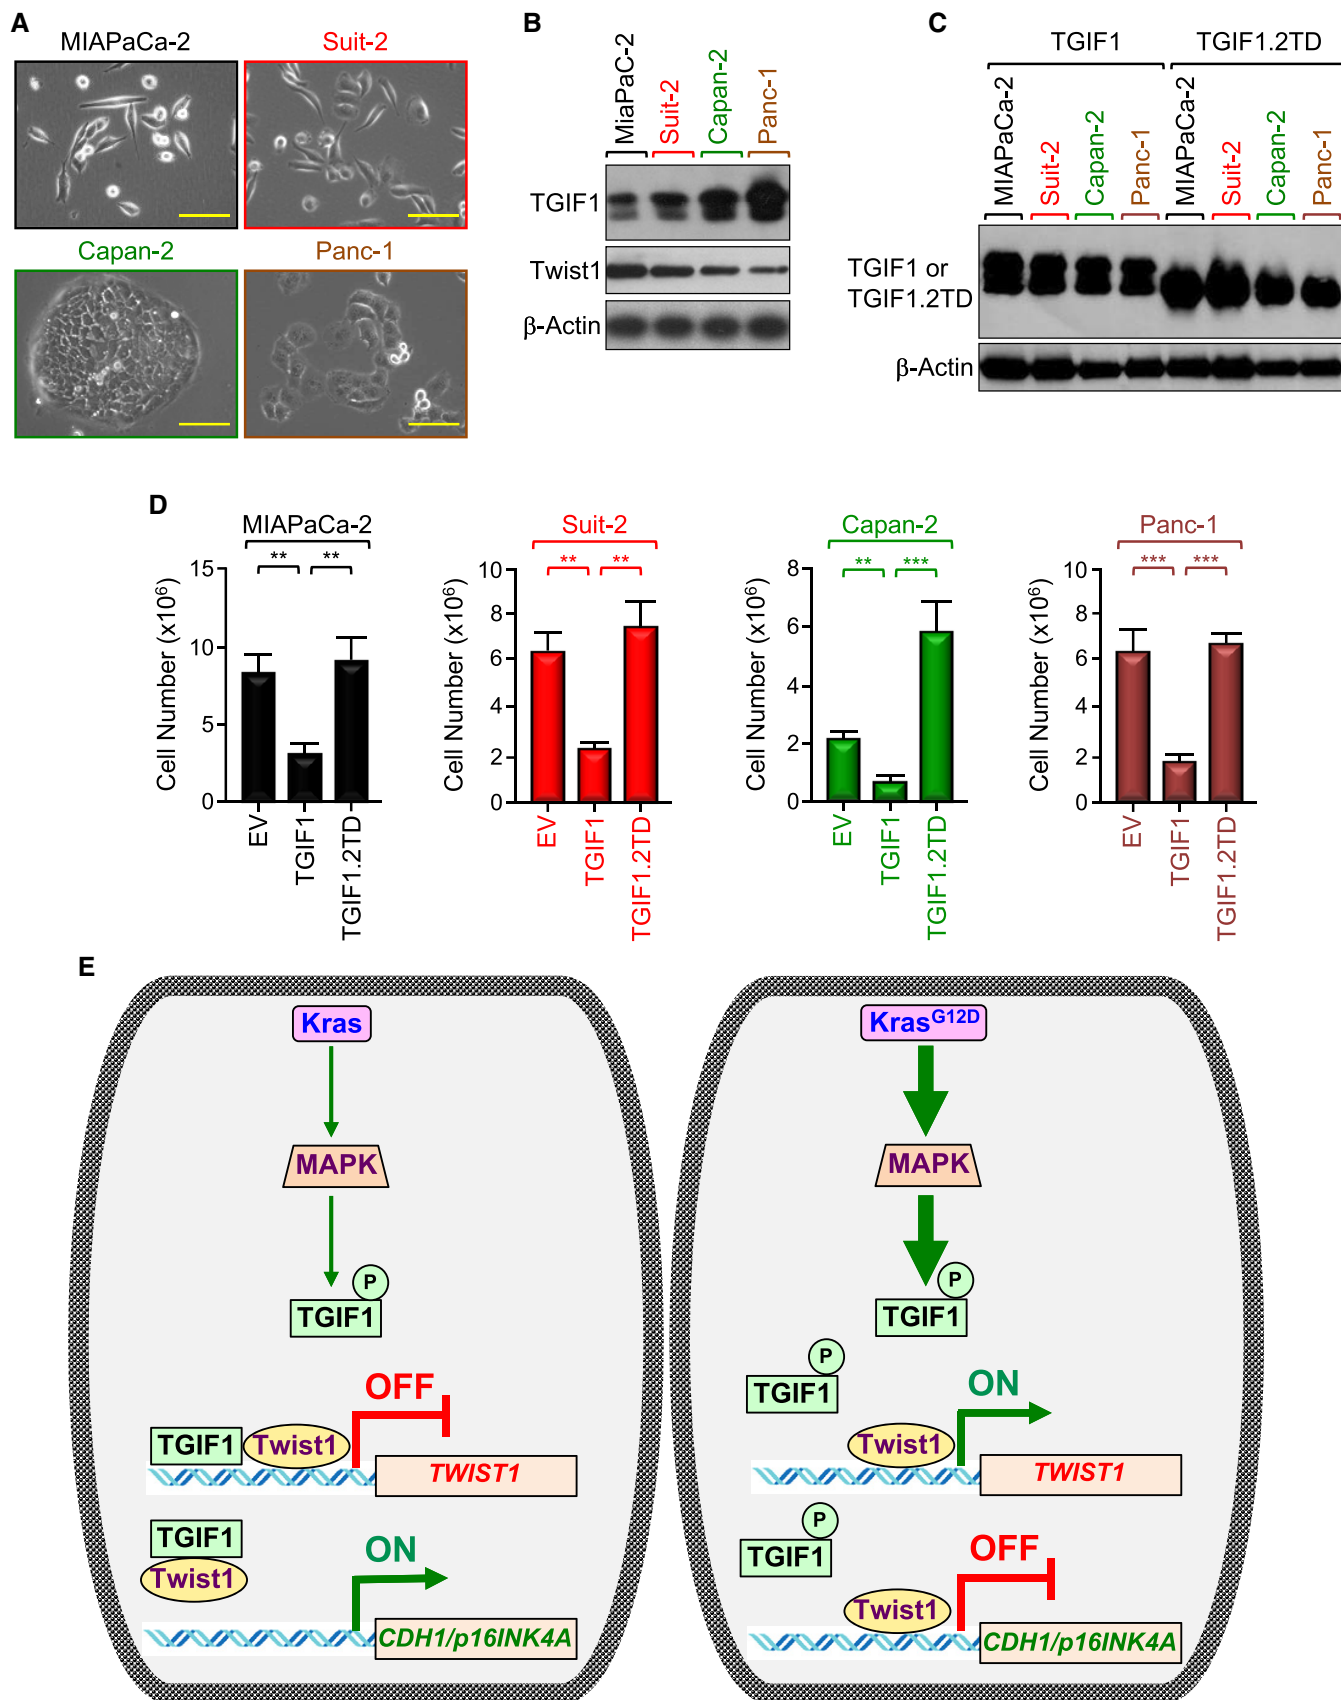 A
MIAPaCa-2
Suit-2
Capan-2
Panc-1
B
MiaPaC-2
Suit-2
Capan-2
Panc-1
TGIF1
Twist1
β-Actin
C
TGIF1
TGIF1.2TD
MIAPaCa-2
Suit-2
Capan-2
Panc-1
MIAPaCa-2
Suit-2
Capan-2
Panc-1
TGIF1 or
TGIF1.2TD
β-Actin
D
MIAPaCa-2
** **
Cell Number (x10⁶)
15
10
5
0
EV
TGIF1
TGIF1.2TD
Suit-2
** **
Cell Number (x10⁶)
10
8
6
4
2
0
EV
TGIF1
TGIF1.2TD
Capan-2
** ***
Cell Number (x10⁶)
8
6
4
2
0
EV
TGIF1
TGIF1.2TD
Panc-1
*** ***
Cell Number (x10⁶)
10
8
6
4
2
0
EV
TGIF1
TGIF1.2TD
E
Kras
MAPK
P
TGIF1
OFF
TGIF1 Twist1
TWIST1
TGIF1
Twist1
ON
CDH1/p16INK4A
Kras^G12D
MAPK
P
TGIF1
P
TGIF1
ON
Twist1
TWIST1
P
TGIF1
OFF
Twist1
CDH1/p16INK4A